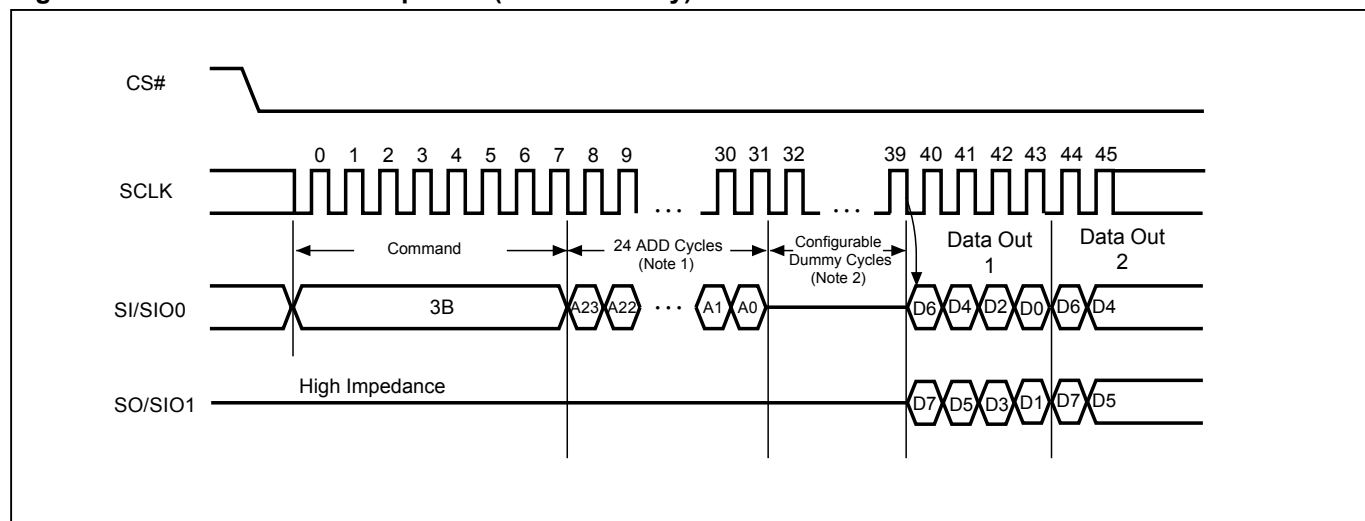 CS#
0 1 2 3 4 5 6 7 8 9 30 31 32 39 40 41 42 43 44 45
SCLK
... ...
Command
24 ADD Cycles
(Note 1)
Configurable
Dummy Cycles
(Note 2)
Data Out
1
Data Out
2
SI/SIO0
3B A23 A22 ... A1 A0 D6 D4 D2 D0 D6 D4
High Impedance
SO/SIO1
D7 D5 D3 D1 D7 D5